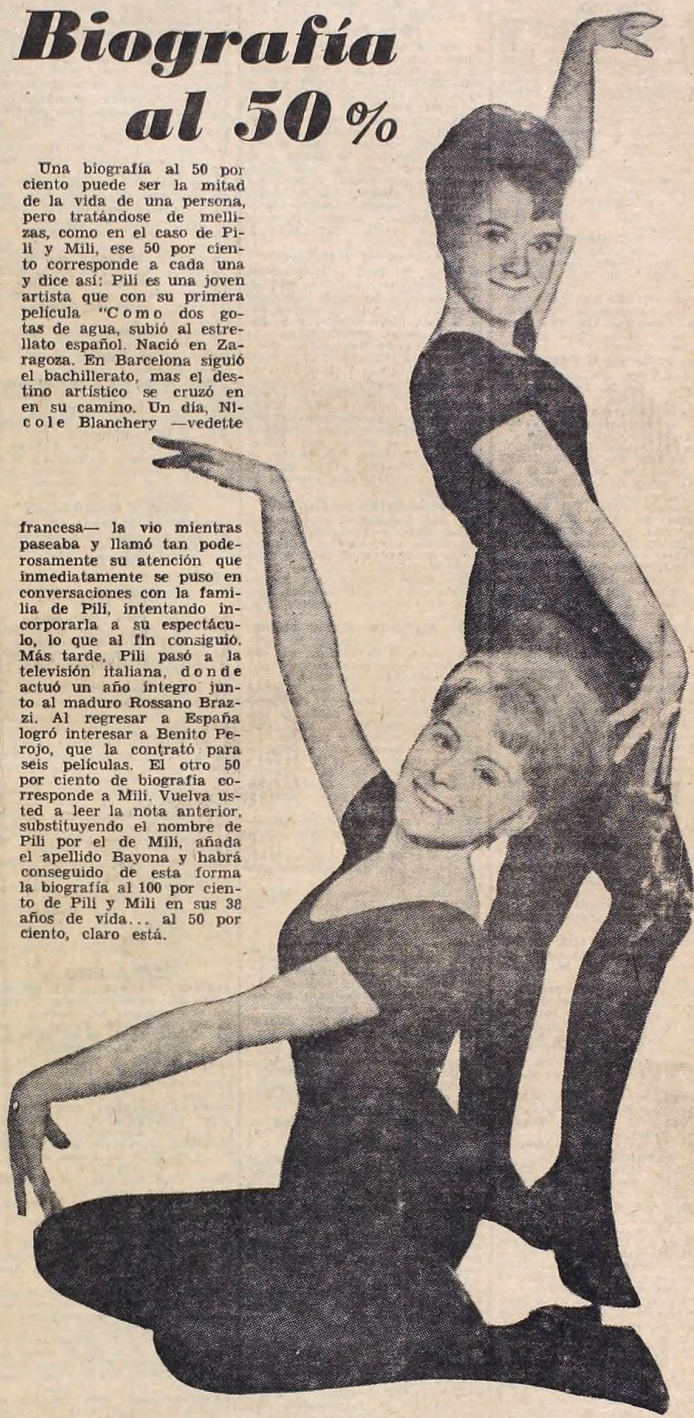 Biografía
al 50%
Una biografía al 50 por
ciento puede ser la mitad
de la vida de una persona,
pero tratándose de melli-
zas, como en el caso de Pi-
li y Mili, ese 50 por cien-
to corresponde a cada una
y dice así: Pili es una joven
artista que con su primera
película "Como dos go-
tas de agua, subió al estre-
llato español. Nació en Za-
ragoza. En Barcelona siguió
el bachillerato, mas el des-
tino artístico se cruzó en
en su camino. Un día, Ni-
cole Blanchery —vedette
francesa— la vio mientras
paseaba y llamó tan pode-
rosamente su atención que
inmediatamente se puso en
conversaciones con la fami-
lia de Pili, intentando in-
corporarla a su espectácu-
lo, lo que al fin consiguió.
Más tarde, Pili pasó a la
televisión italiana, donde
actuó un año íntegro jun-
to al maduro Rossano Braz-
zi. Al regresar a España
logró interesar a Benito Pe-
rojo, que la contrató para
seis películas. El otro 50
por ciento de biografía co-
rresponde a Mili. Vuelva us-
ted a leer la nota anterior,
substituyendo el nombre de
Pili por el de Mili, añada
el apellido Bayona y habrá
conseguido de esta forma
la biografía al 100 por cien-
to de Pili y Mili en sus 38
años de vida... al 50 por
ciento, claro está.